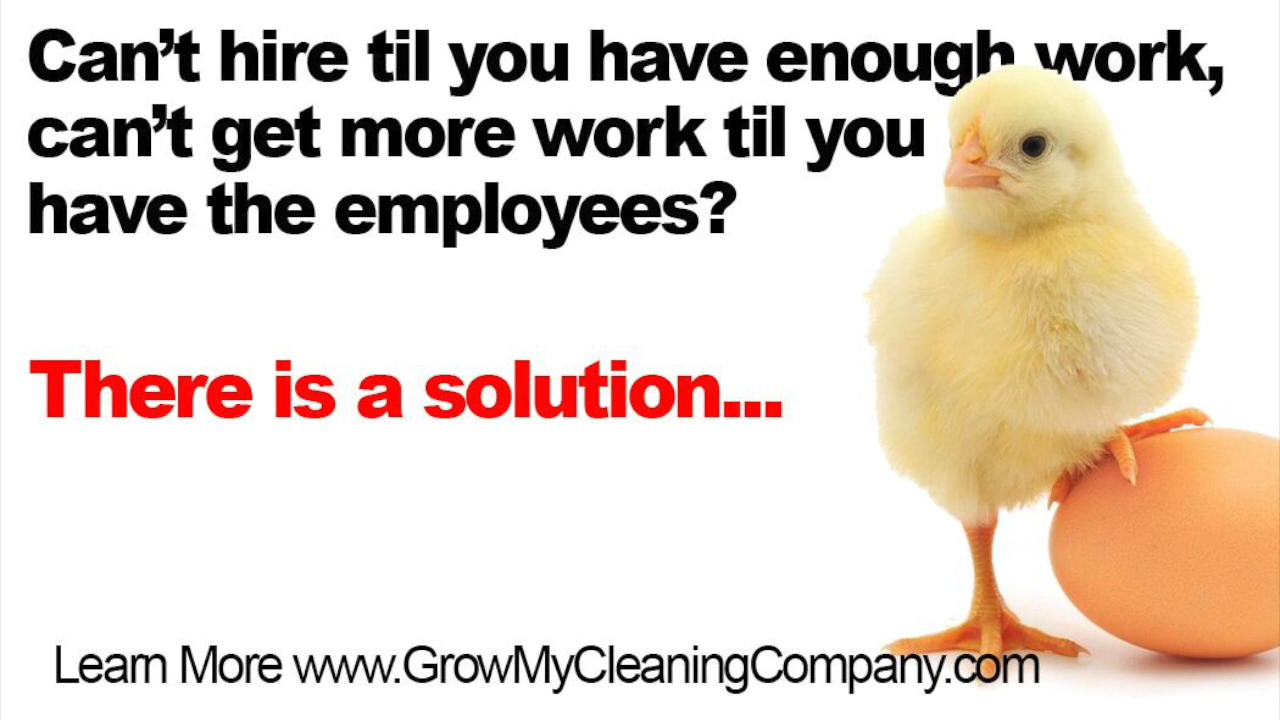 Can’t hire til you have enough work,
can’t get more work til you
have the employees?
There is a solution...
Learn More www.GrowMyCleaningCompany.com